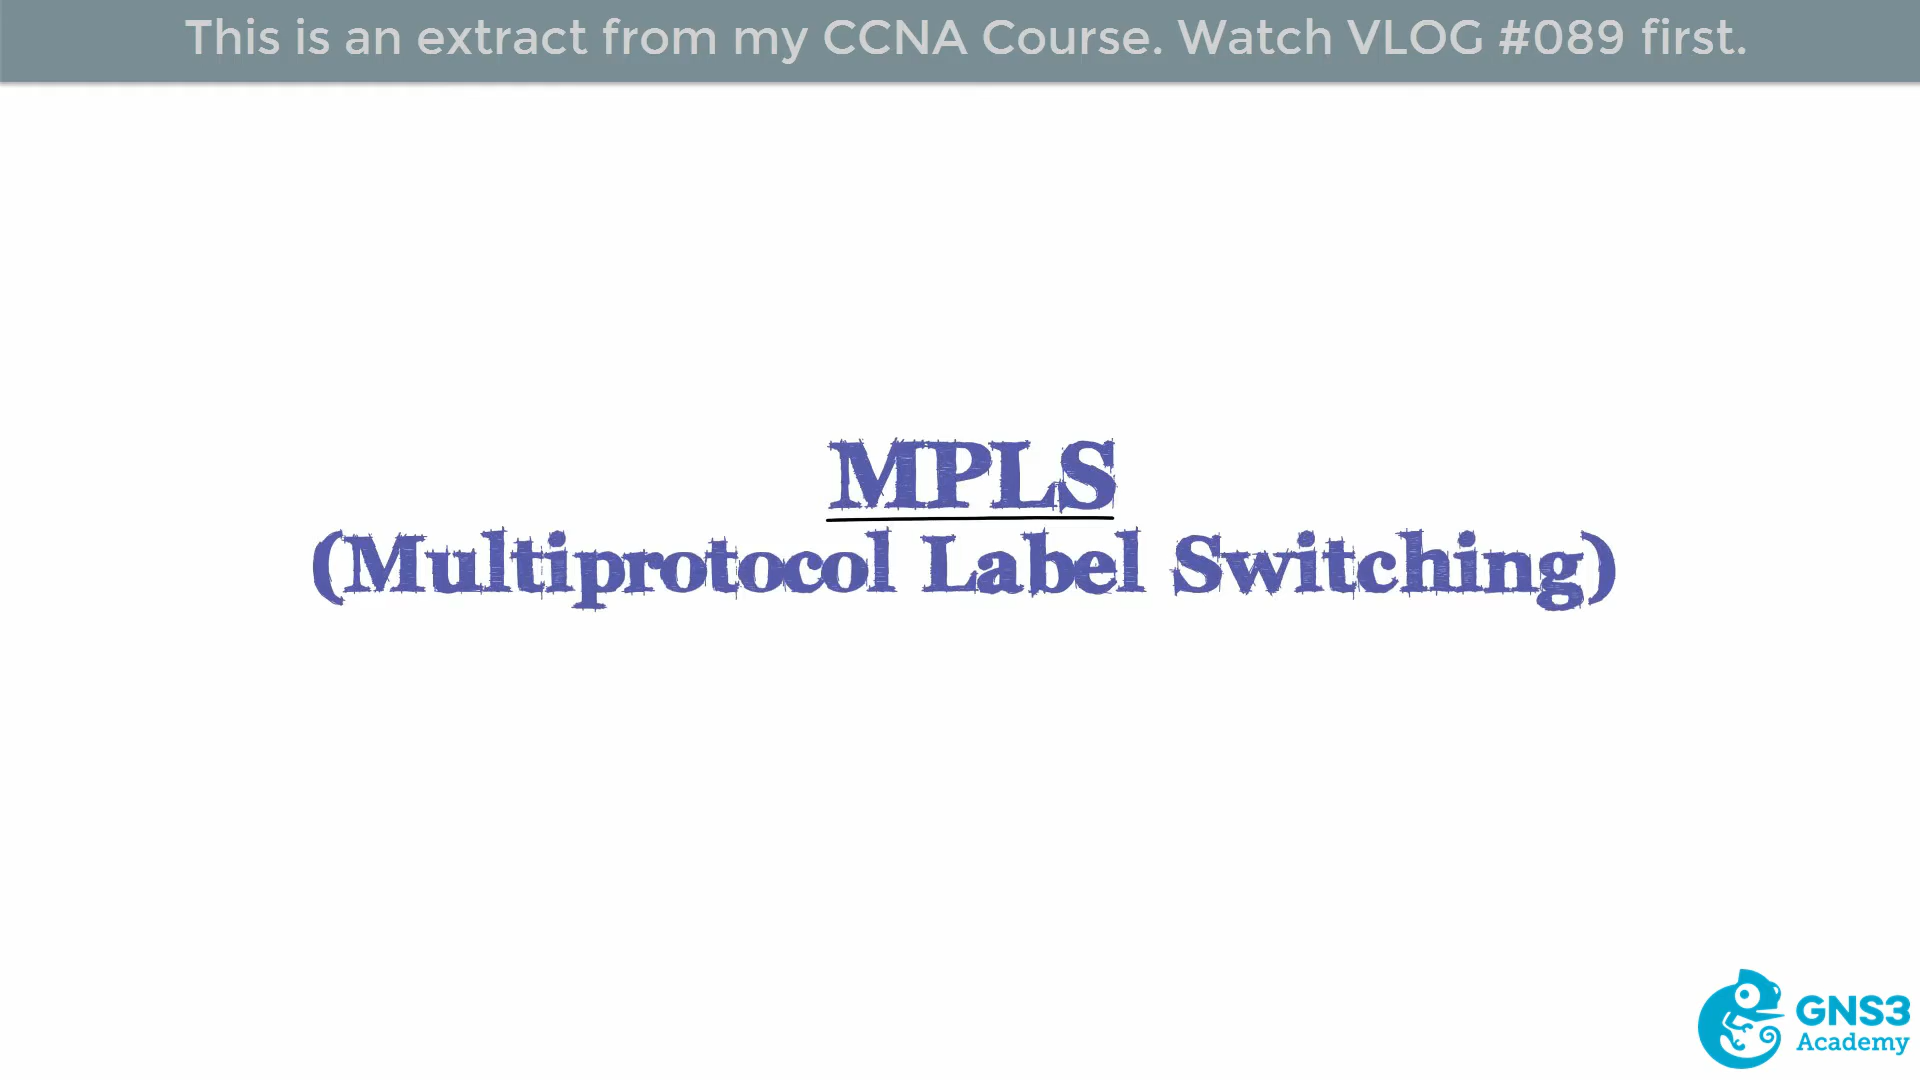 This is an extract from my CCNA Course. Watch VLOG #089 first.
MPLS
(Multiprotocol Label Switching)
GNS3
Academy